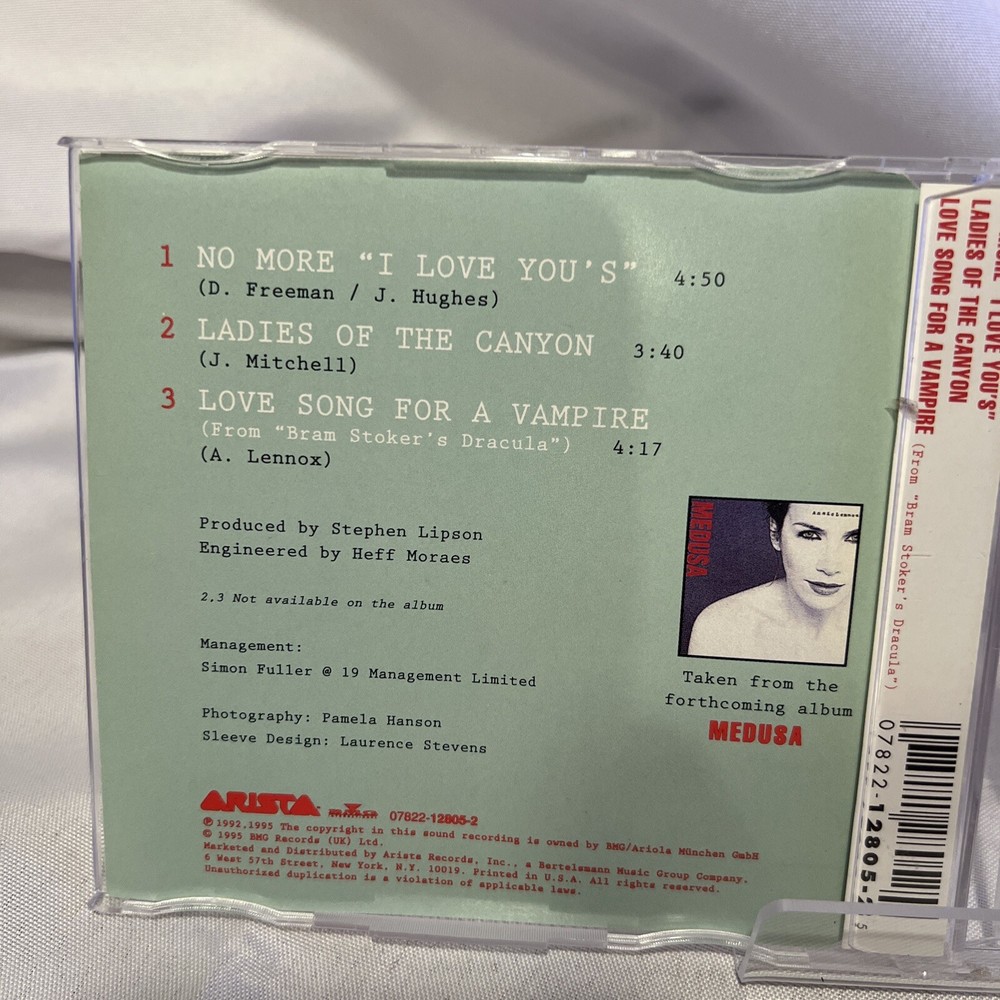 1 NO MORE “I LOVE YOU'S” 4:50
(D. Freeman / J. Hughes)
2 LADIES OF THE CANYON 3:40
(J. Mitchell)
3 LOVE SONG FOR A VAMPIRE
(From “Bram Stoker's Dracula”) 4:17
(A. Lennox)
Produced by Stephen Lipson
Engineered by Heff Moraes
2,3 Not available on the album
Management:
Simon Fuller @ 19 Management Limited
Photography: Pamela Hanson
Sleeve Design: Laurence Stevens
MEDUSA
Taken from the
forthcoming album
MEDUSA
ARISTA BMG 07822-12805-2
℗ 1992,1995 The copyright in this sound recording is owned by BMG/Ariola München GmbH
© 1995 BMG Records (UK) Ltd.
Marketed and Distributed by Arista Records, Inc., a Bertelsmann Music Group Company,
6 West 57th Street, New York, N.Y. 10019. Printed in U.S.A. All rights reserved.
Unauthorized duplication is a violation of applicable laws.
“I LOVE YOU'S”
LADIES OF THE CANYON
LOVE SONG FOR A VAMPIRE (From “Bram Stoker's Dracula”)
07822-12805-2